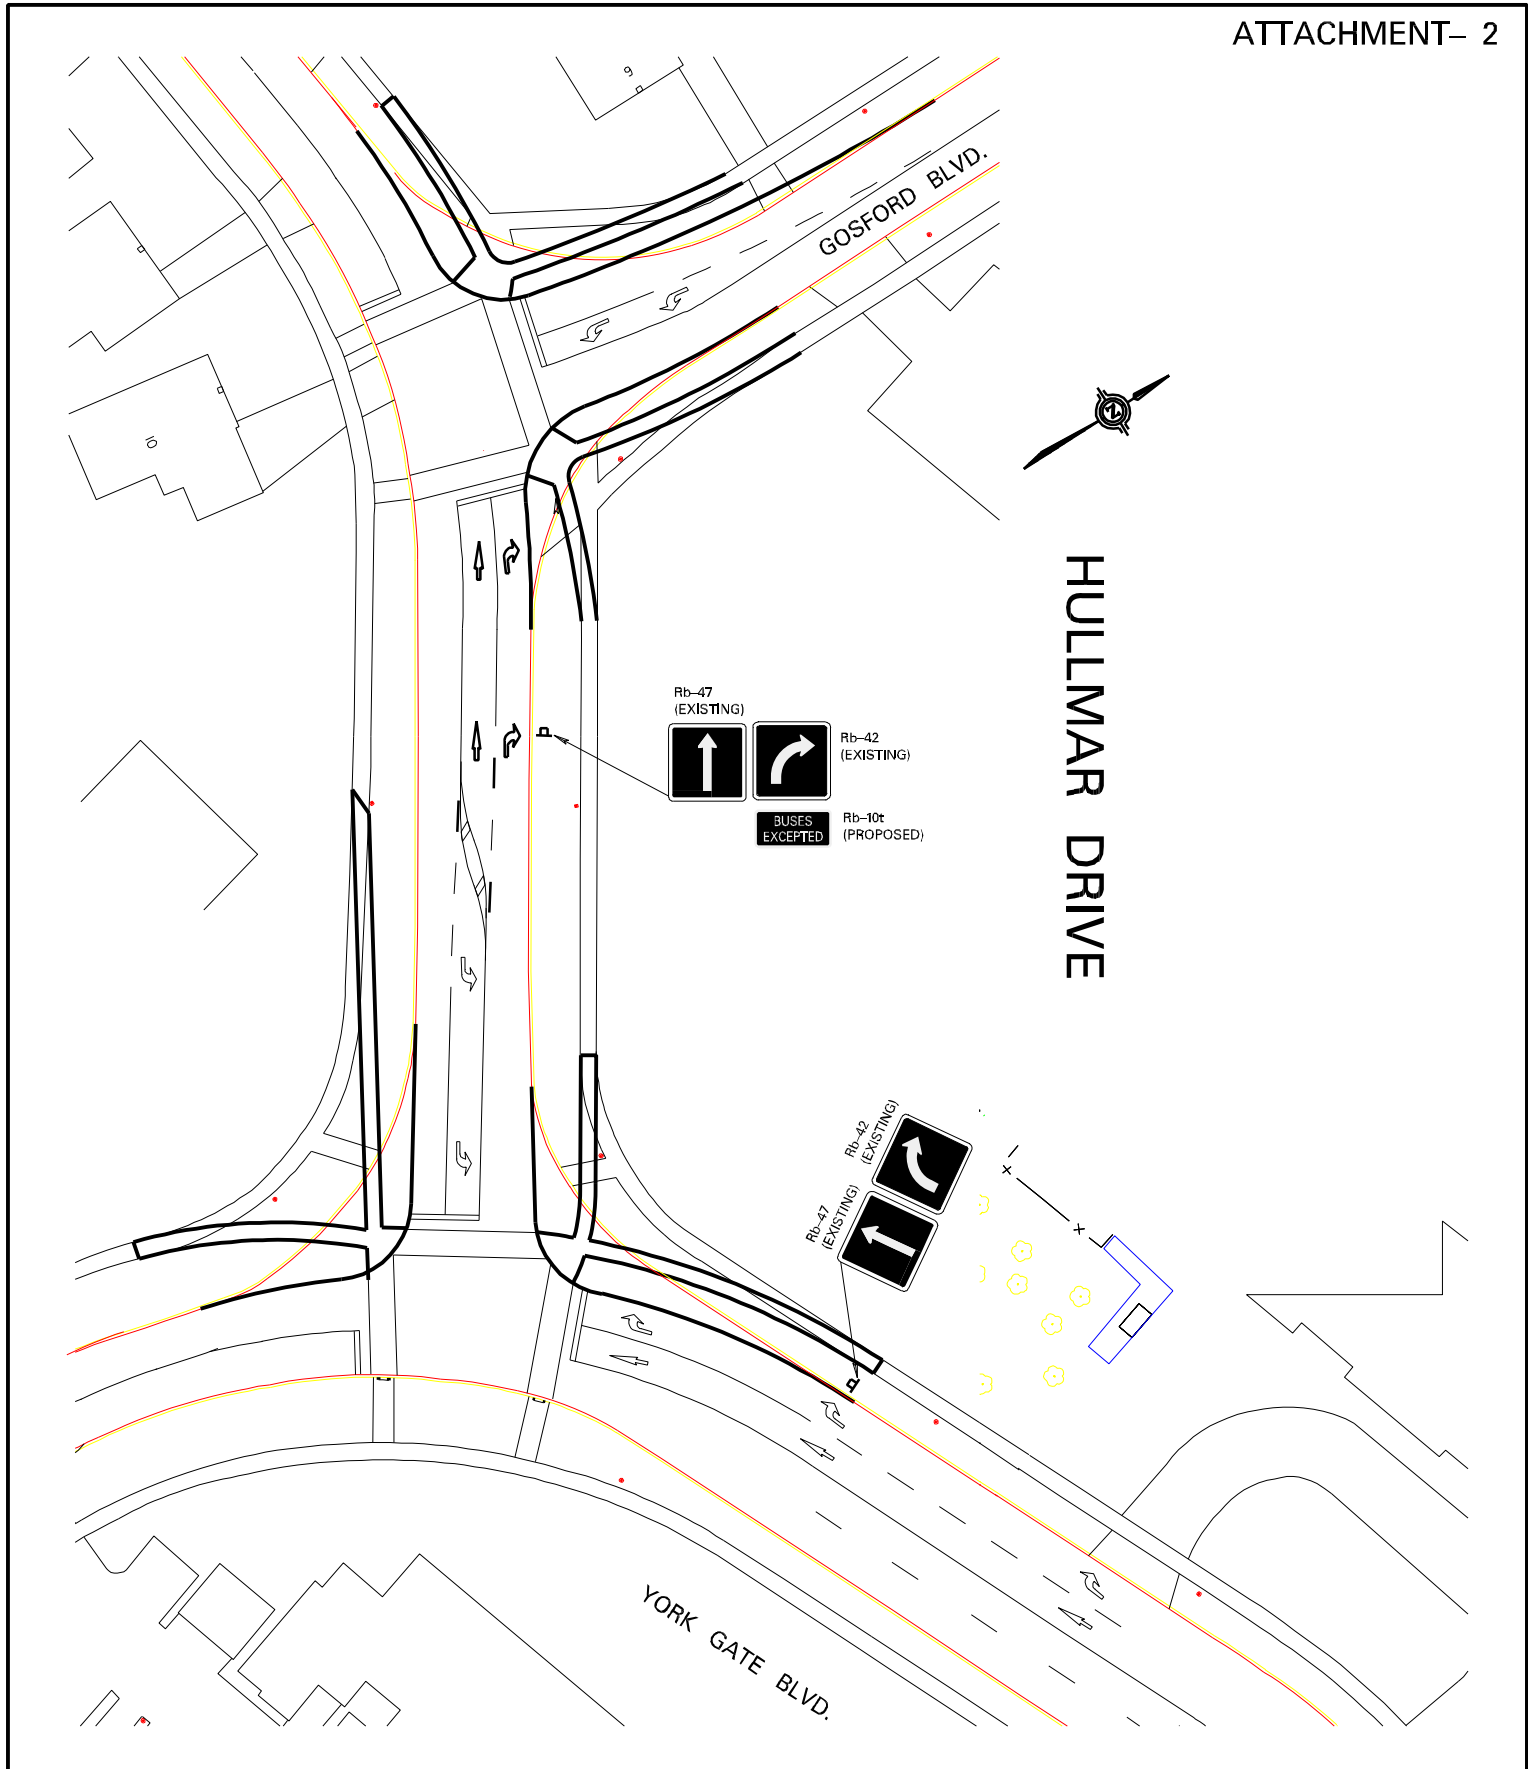 ATTACHMENT– 2
9
GOSFORD BLVD.
10
N
HULLMAR DRIVE
Rb–47
(EXISTING)
Rb–42
(EXISTING)
BUSES
EXCEPTED
Rb–10t
(PROPOSED)
Rb–42
(EXISTING)
Rb–47
(EXISTING)
YORK GATE BLVD.